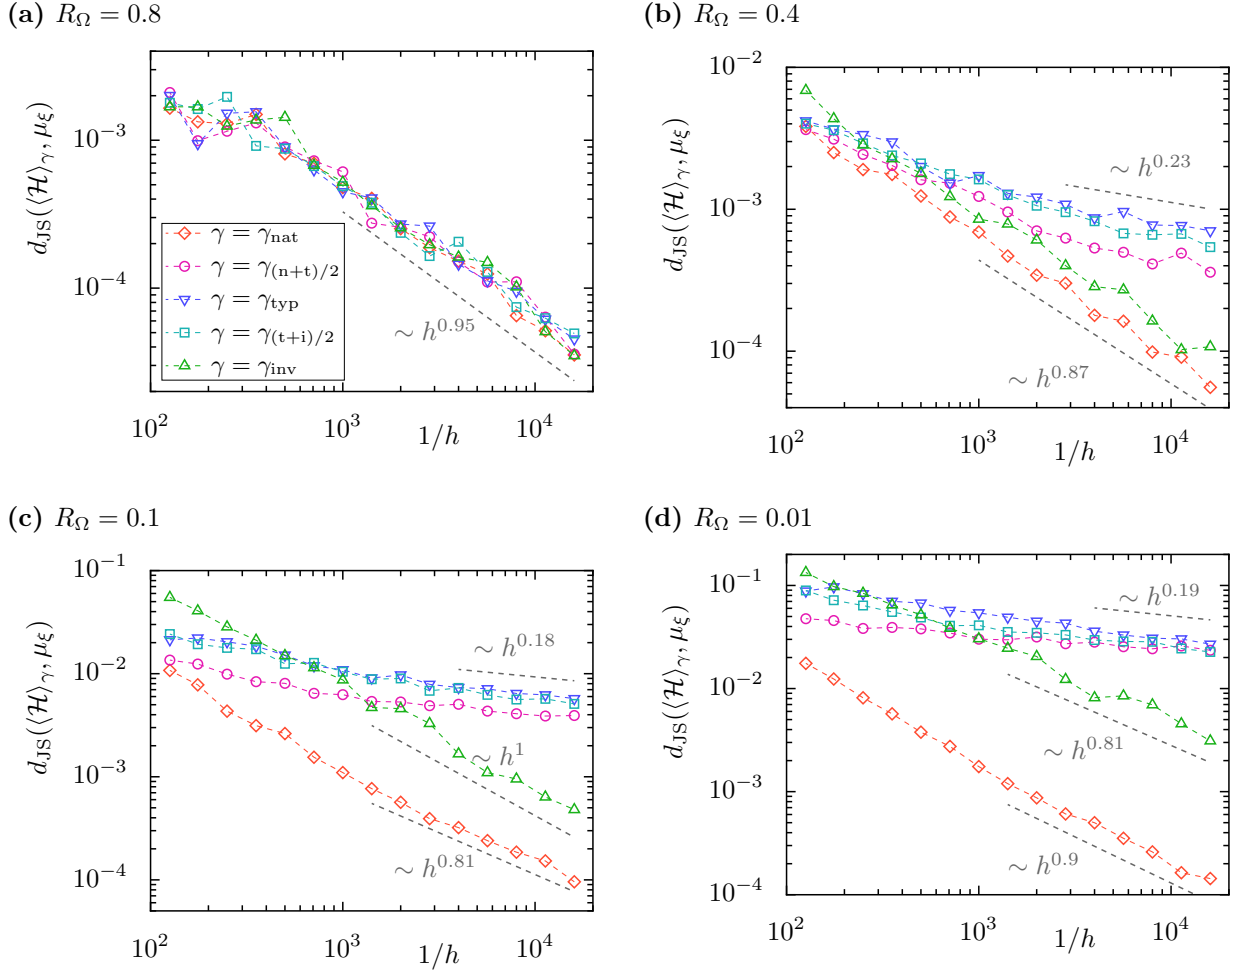 (a) R_Ω = 0.8
d_JS(⟨ℋ⟩_γ, μ_ξ)
10^-3
10^-4
γ = γ_nat
γ = γ_(n+t)/2
γ = γ_typ
γ = γ_(t+i)/2
γ = γ_inv
~ h^0.95
10^2 10^3 1/h 10^4
(b) R_Ω = 0.4
d_JS(⟨ℋ⟩_γ, μ_ξ)
10^-2
10^-3
10^-4
~ h^0.23
~ h^0.87
10^2 10^3 1/h 10^4
(c) R_Ω = 0.1
d_JS(⟨ℋ⟩_γ, μ_ξ)
10^-1
10^-2
10^-3
10^-4
~ h^0.18
~ h^1
~ h^0.81
10^2 10^3 1/h 10^4
(d) R_Ω = 0.01
d_JS(⟨ℋ⟩_γ, μ_ξ)
10^-1
10^-2
10^-3
10^-4
~ h^0.19
~ h^0.81
~ h^0.9
10^2 10^3 1/h 10^4